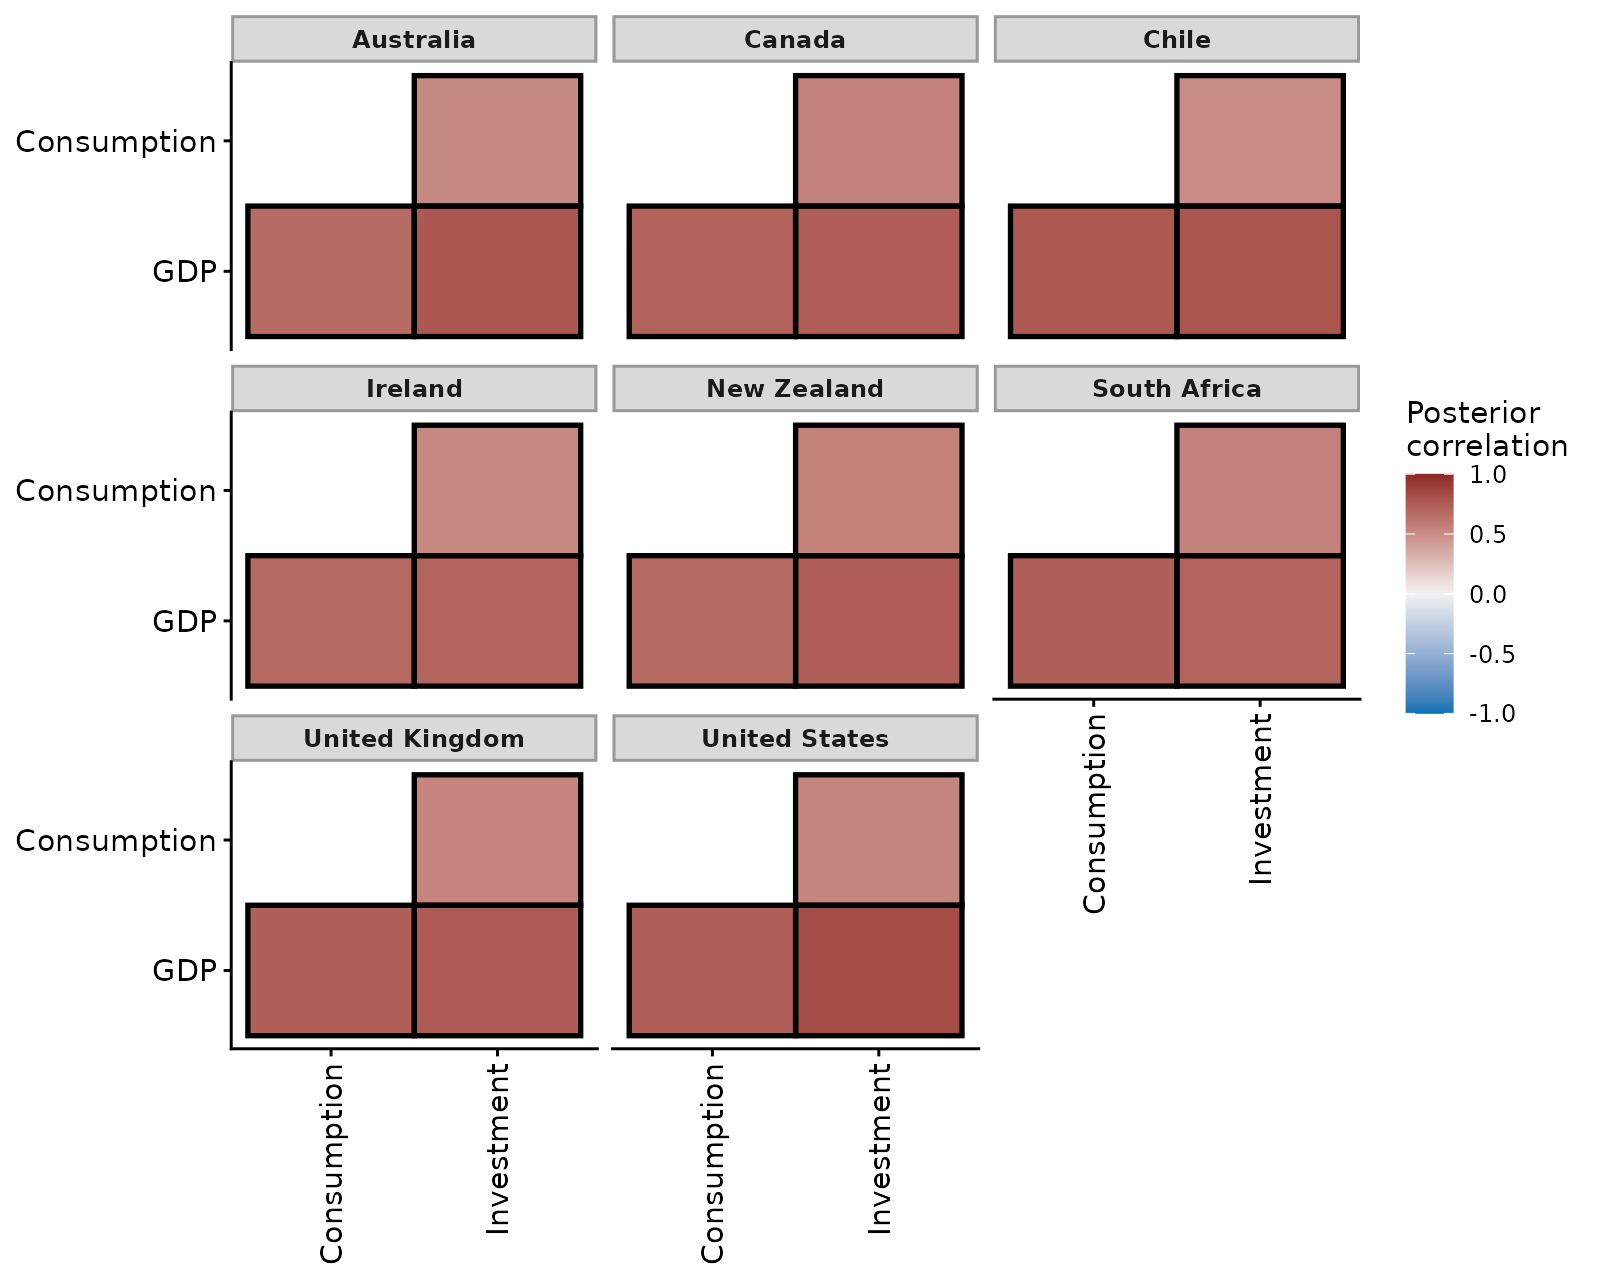 Australia
Canada
Chile
Consumption
GDP
Ireland
New Zealand
South Africa
Consumption
GDP
Consumption
Investment
United Kingdom
United States
Consumption
GDP
Consumption
Investment
Consumption
Investment
Posterior
correlation
1.0
0.5
0.0
-0.5
-1.0